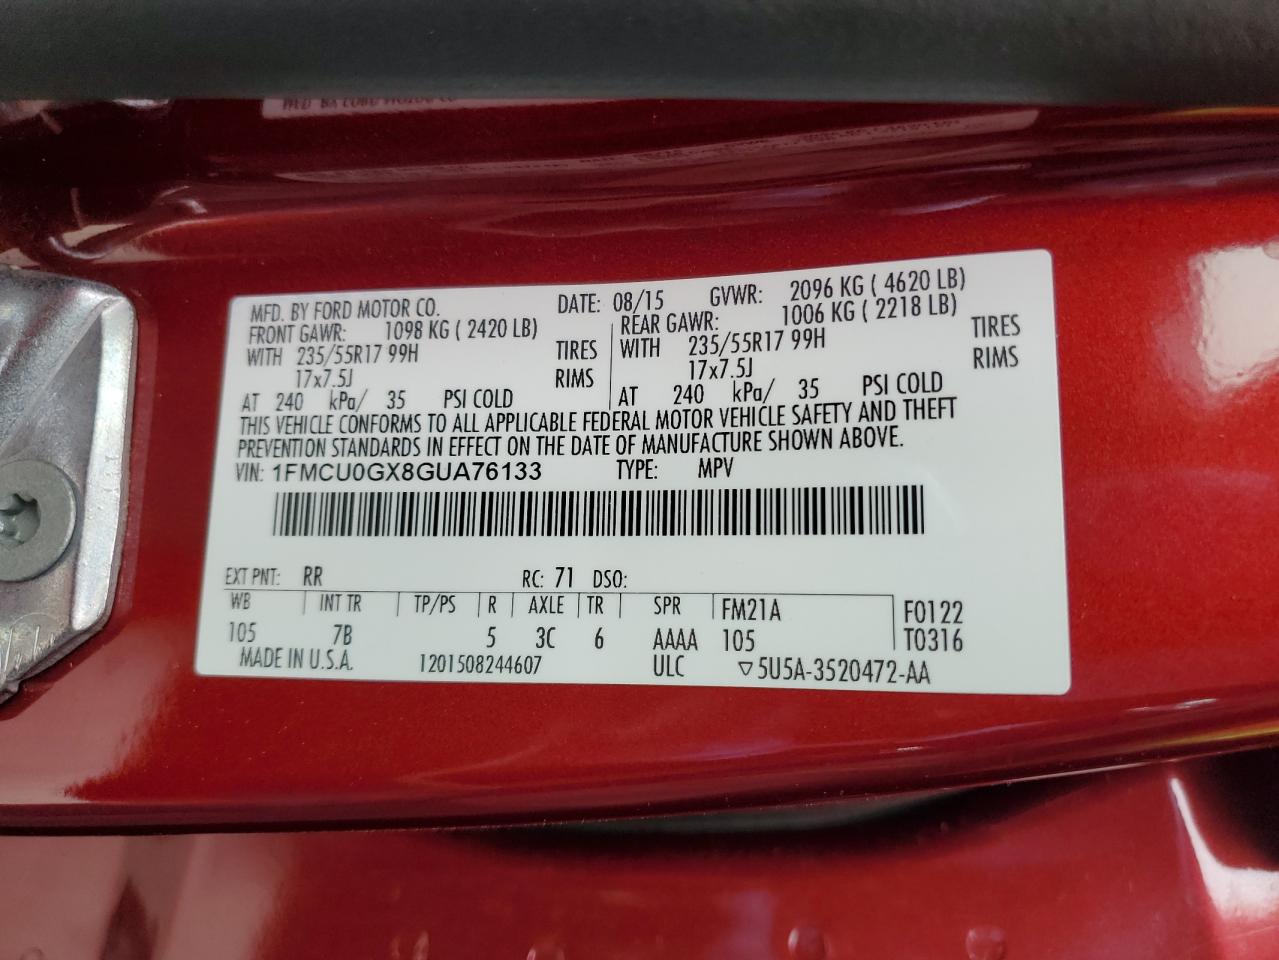 MFD. BY FORD MOTOR CO. DATE: 08/15 GVWR: 2096 KG ( 4620 LB)
FRONT GAWR: 1098 KG ( 2420 LB) REAR GAWR: 1006 KG ( 2218 LB)
WITH 235/55R17 99H TIRES WITH 235/55R17 99H TIRES
17x7.5J RIMS 17x7.5J RIMS
AT 240 kPa/ 35 PSI COLD AT 240 kPa/ 35 PSI COLD
THIS VEHICLE CONFORMS TO ALL APPLICABLE FEDERAL MOTOR VEHICLE SAFETY AND THEFT
PREVENTION STANDARDS IN EFFECT ON THE DATE OF MANUFACTURE SHOWN ABOVE.
VIN: 1FMCU0GX8GUA76133 TYPE: MPV
EXT PNT: RR RC: 71 DSO:
WB INT TR TP/PS R AXLE TR SPR FM21A F0122
105 7B 5 3C 6 AAAA 105 T0316
MADE IN U.S.A. 1201508244607 ULC ▽5U5A-3520472-AA